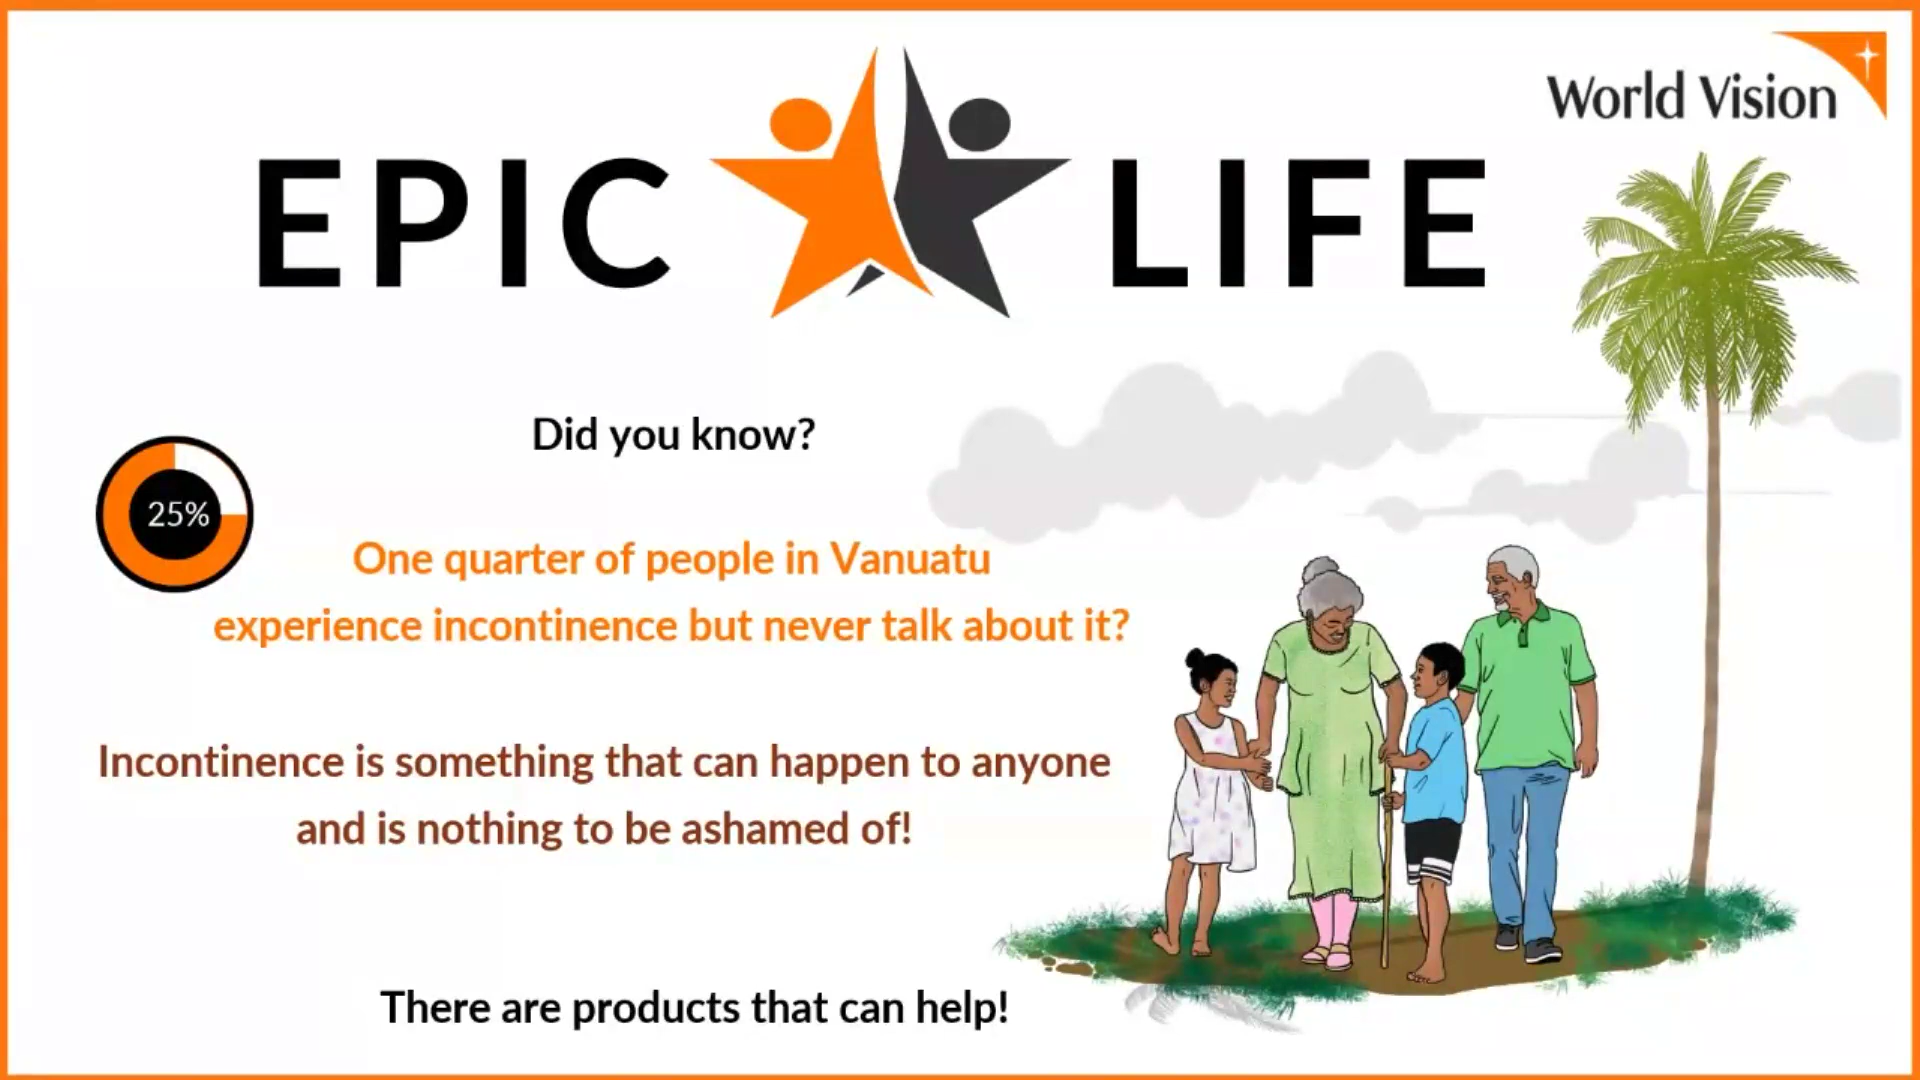 World Vision
EPIC LIFE
Did you know?
25%
One quarter of people in Vanuatu
experience incontinence but never talk about it?
Incontinence is something that can happen to anyone
and is nothing to be ashamed of!
There are products that can help!